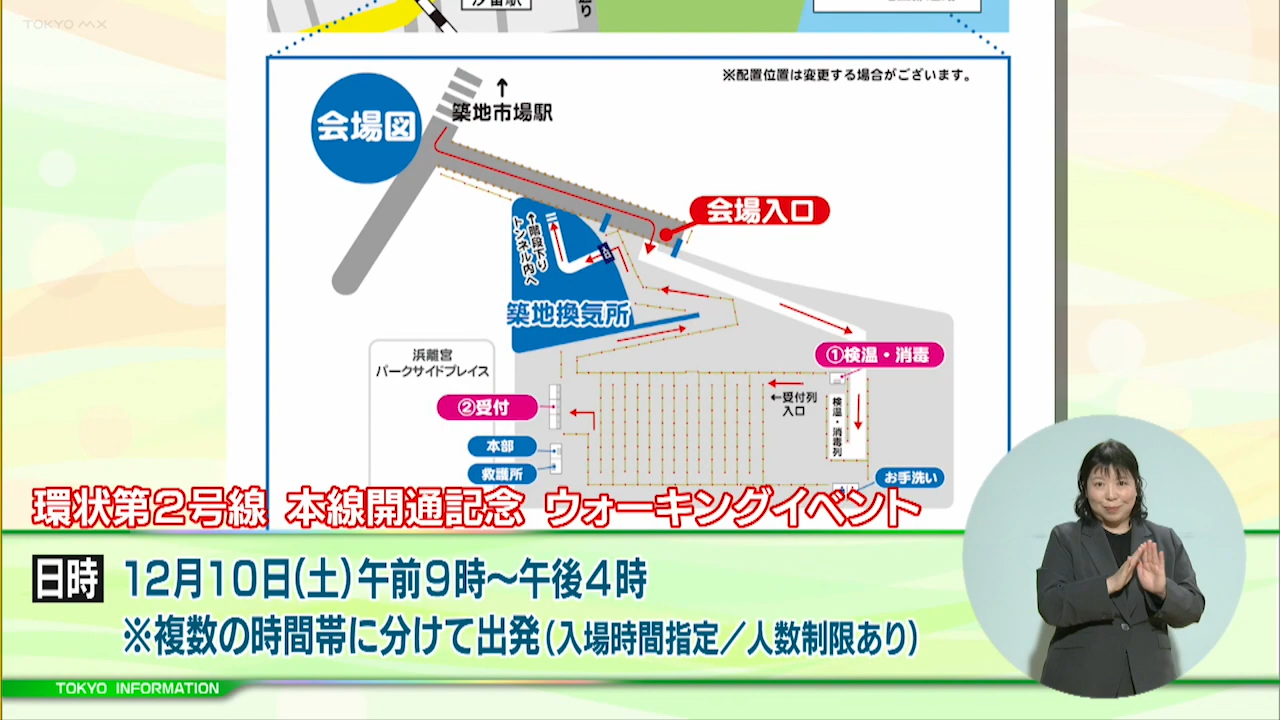 TOKYO MX
汐留駅
※配置位置は変更する場合がございます。
会場図
↑
築地市場駅
会場入口
←階段下り
トンネル内へ
築地換気所
浜離宮
パークサイドプレイス
①検温・消毒
②受付
←受付列
入口
検温・消毒列
本部
救護所
お手洗い
環状第2号線 本線開通記念 ウォーキングイベント
日時 12月10日(土)午前9時～午後4時
※複数の時間帯に分けて出発(入場時間指定／人数制限あり)
TOKYO INFORMATION